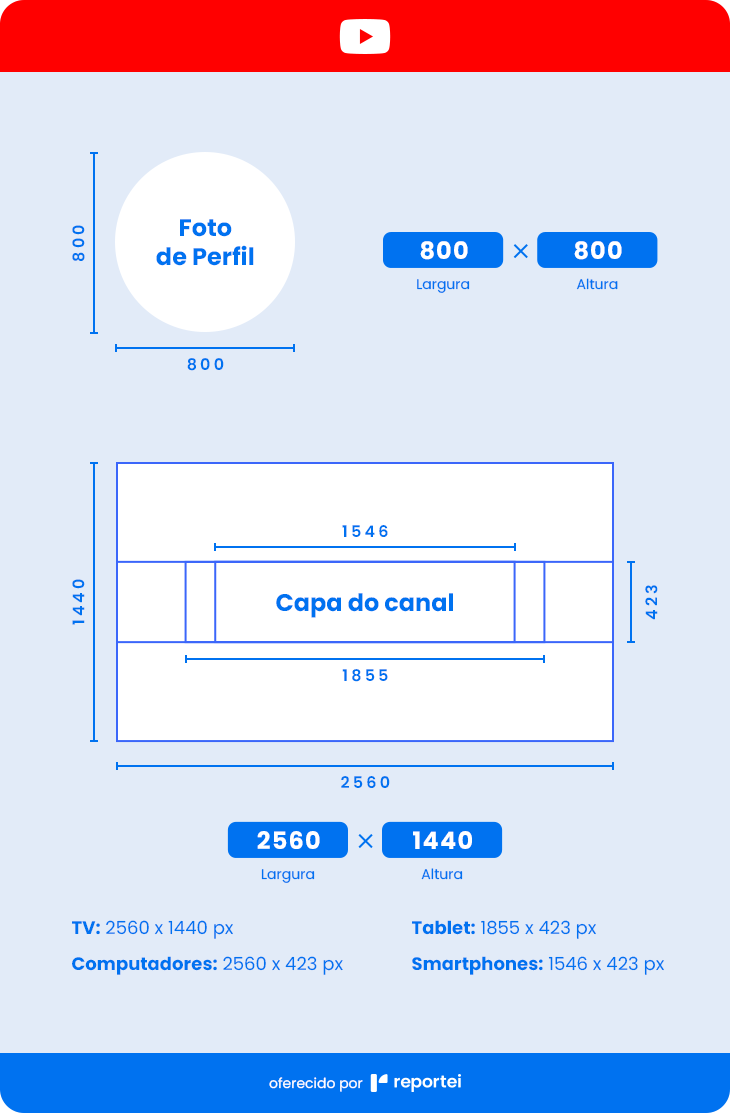 800
Foto
de Perfil
800
800 × 800
Largura Altura
1440
1546
Capa do canal
423
1855
2560
2560 × 1440
Largura Altura
TV: 2560 x 1440 px
Tablet: 1855 x 423 px
Computadores: 2560 x 423 px
Smartphones: 1546 x 423 px
oferecido por reportei